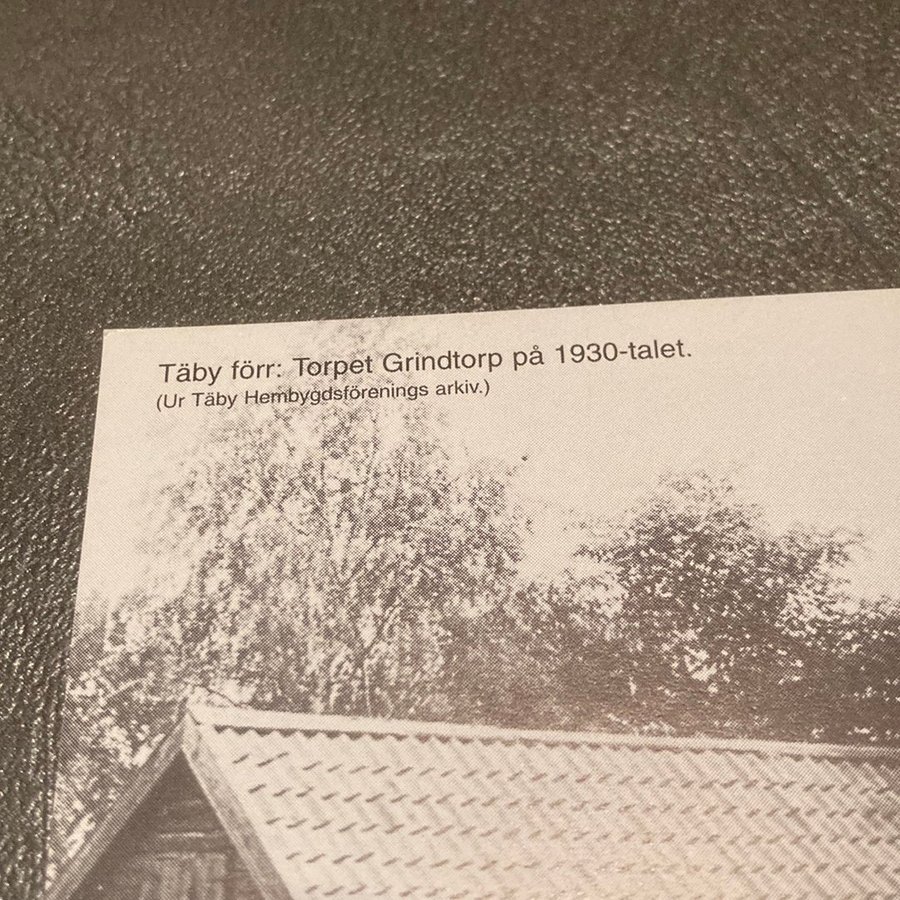 Täby förr: Torpet Grindtorp på 1930-talet.
(Ur Täby Hembygdsförenings arkiv.)